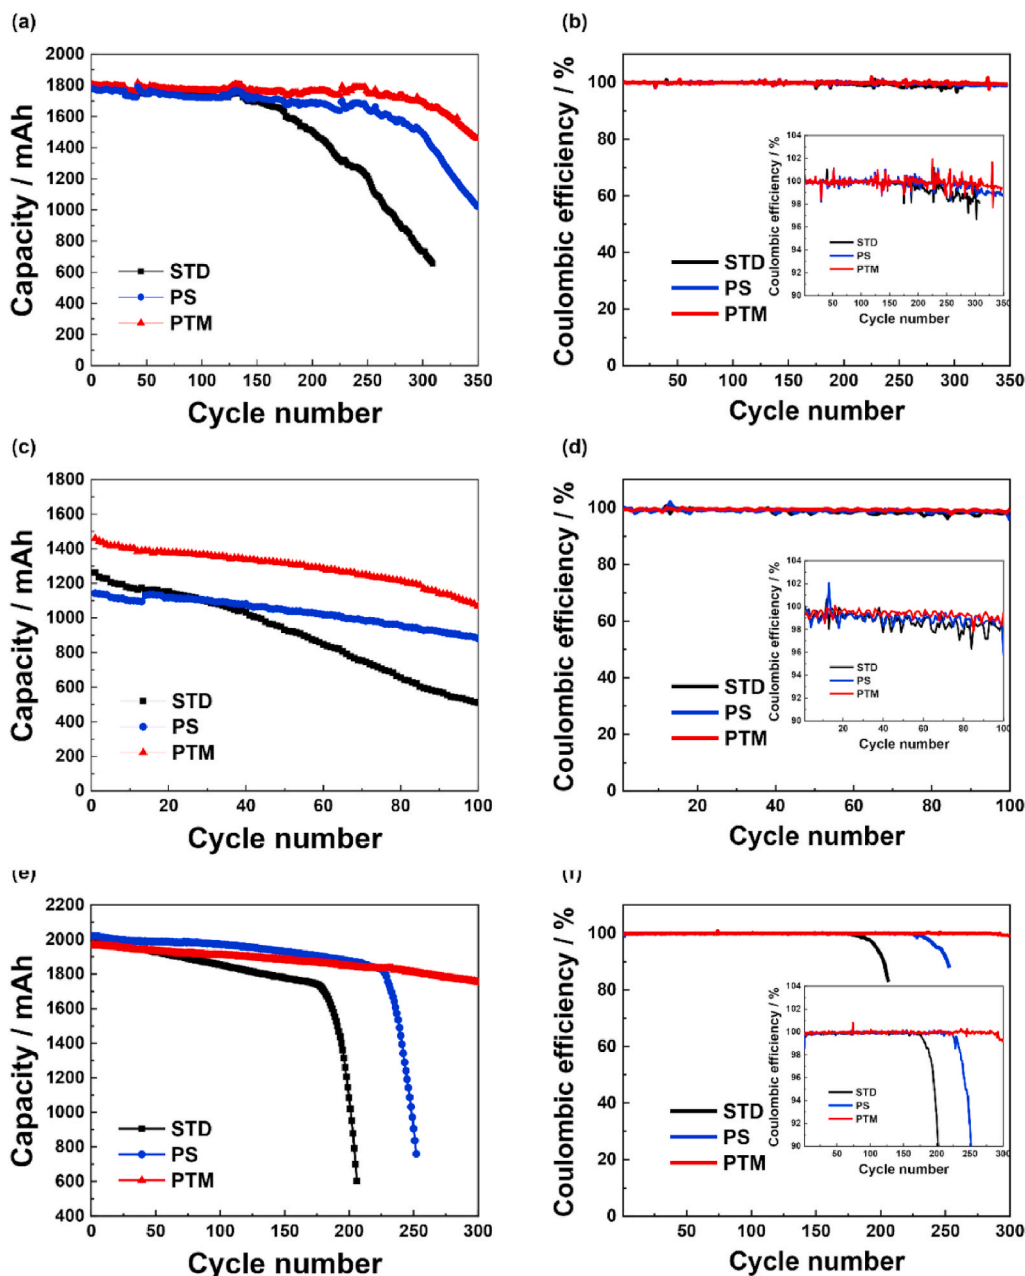 (a)
Capacity / mAh
2000
1800
1600
1400
1200
1000
800
600
400
200
0
STD
PS
PTM
0 50 100 150 200 250 300 350
Cycle number
(b)
Coulombic efficiency / %
100
80
60
40
20
0
STD
PS
PTM
50 100 150 200 250 300 350
Cycle number
Coulombic efficiency / %
104
102
100
98
96
94
92
90
STD
PS
PTM
50 100 150 200 250 300 350
Cycle number
(c)
Capacity / mAh
1800
1600
1400
1200
1000
800
600
400
200
0
STD
PS
PTM
0 20 40 60 80 100
Cycle number
(d)
Coulombic efficiency / %
100
80
60
40
20
0
STD
PS
PTM
20 40 60 80 100
Cycle number
Coulombic efficiency / %
104
102
100
98
96
94
92
90
STD
PS
PTM
20 40 60 80 100
Cycle number
(e)
Capacity / mAh
2200
2000
1800
1600
1400
1200
1000
800
600
400
STD
PS
PTM
0 50 100 150 200 250 300
Cycle number
(f)
Coulombic efficiency / %
100
80
60
40
20
0
STD
PS
PTM
50 100 150 200 250 300
Cycle number
Coulombic efficiency / %
104
102
100
98
96
94
92
90
STD
PS
PTM
50 100 150 200 250 300
Cycle number